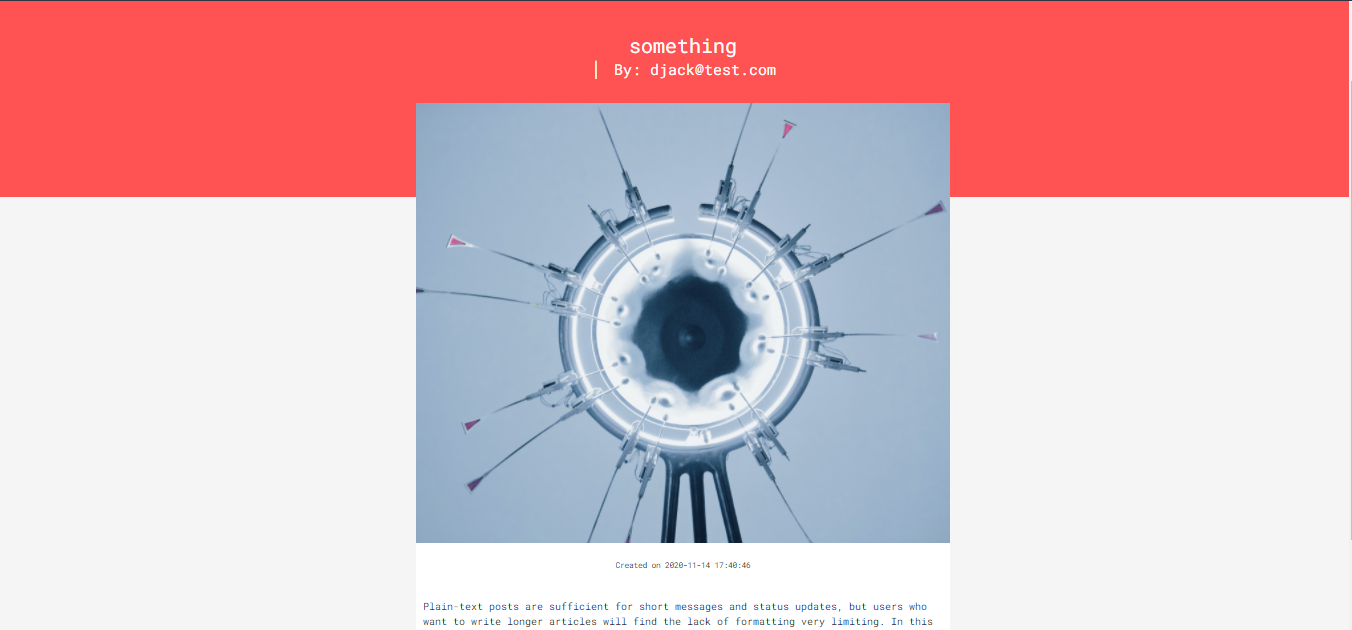 something
By: djack@test.com
Created on 2020-11-14 17:40:46
Plain-text posts are sufficient for short messages and status updates, but users who
want to write longer articles will find the lack of formatting very limiting. In this